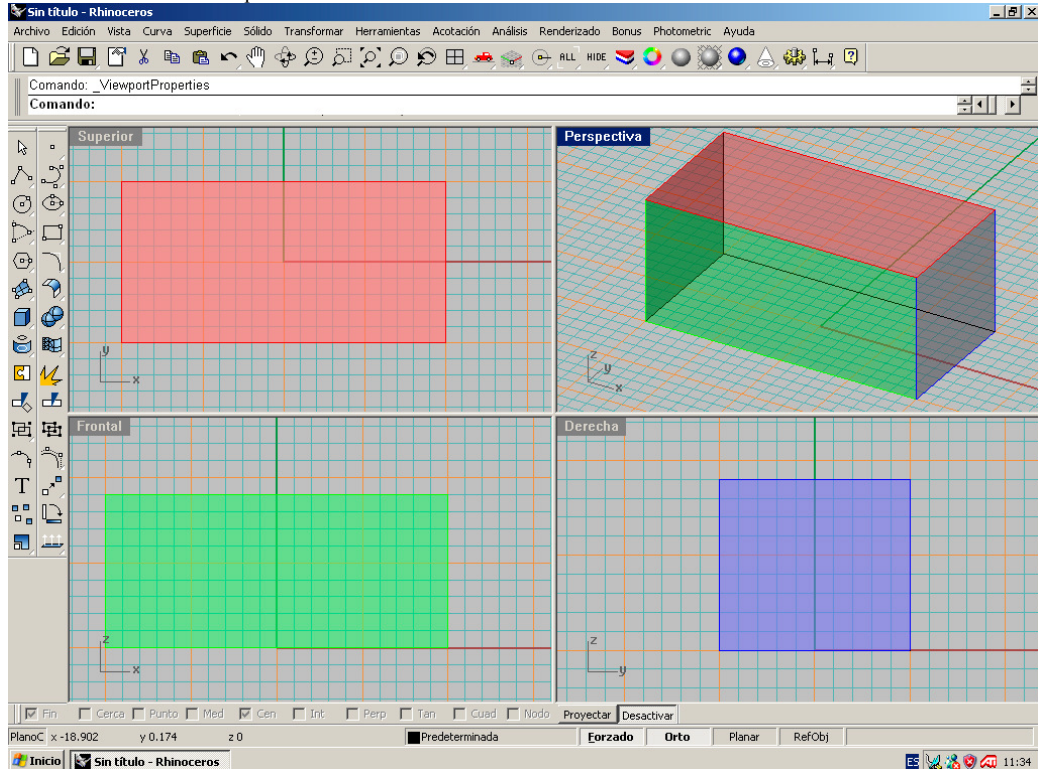 Sin título - Rhinoceros
Archivo Edición Vista Curva Superficie Sólido Transformar Herramientas Acotación Análisis Renderizado Bonus Photometric Ayuda
ALL HIDE
Comando: _ViewportProperties
Comando:
Superior
Perspectiva
y
x
z
y
x
Frontal
Derecha
T
z
x
z
y
Fin Cerca Punto Med Cen Int Perp Tan Cuad Nodo Proyectar Desactivar
PlanoC x -18.902 y 0.174 z 0 Predeterminada Forzado Orto Planar RefObj
Inicio Sin título - Rhinoceros ES 11:34